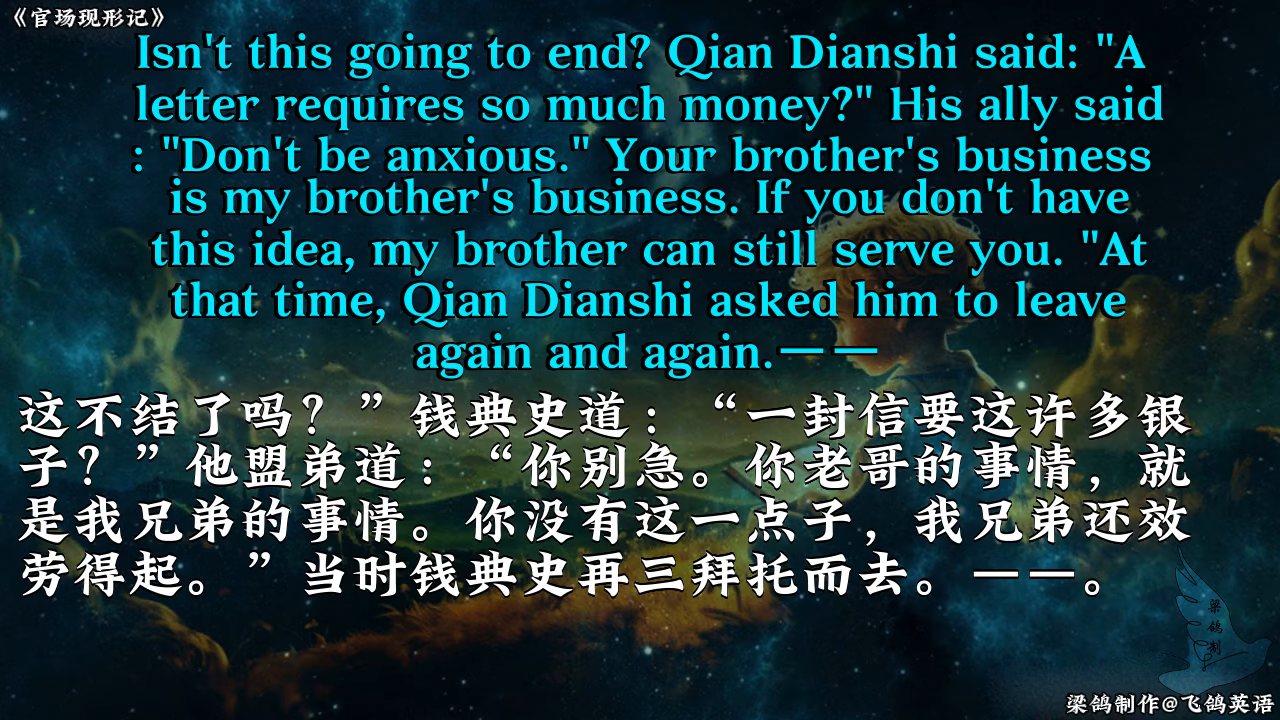 《官场现形记》
Isn't this going to end? Qian Dianshi said: "A
letter requires so much money?" His ally said
: "Don't be anxious." Your brother's business
is my brother's business. If you don't have
this idea, my brother can still serve you. "At
that time, Qian Dianshi asked him to leave
again and again.——
这不结了吗？”钱典史道：“一封信要这许多银
子？”他盟弟道：“你别急。你老哥的事情，就
是我兄弟的事情。你没有这一点子，我兄弟还效
劳得起。”当时钱典史再三拜托而去。——。
梁
鸽
制
梁鸽制作@飞鸽英语